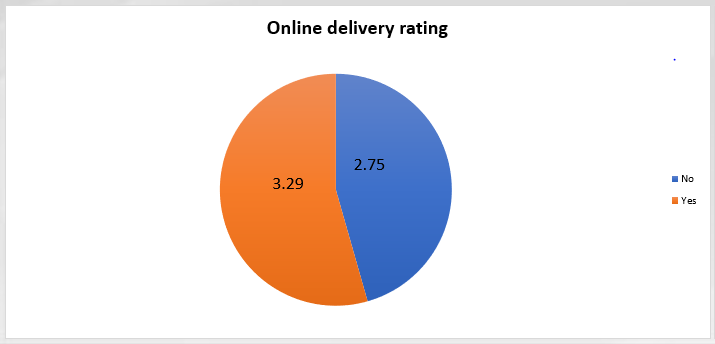 Online delivery rating
2.75
3.29
No
Yes